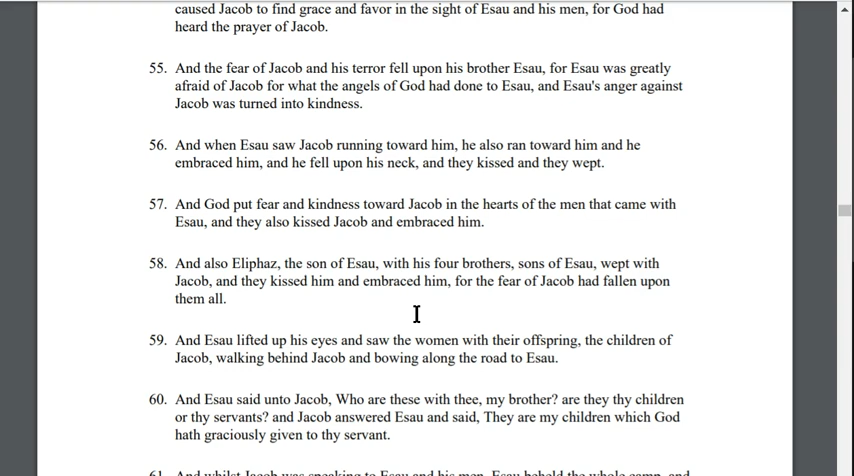 caused Jacob to find grace and favor in the sight of Esau and his men, for God had
heard the prayer of Jacob.
55. And the fear of Jacob and his terror fell upon his brother Esau, for Esau was greatly
afraid of Jacob for what the angels of God had done to Esau, and Esau's anger against
Jacob was turned into kindness.
56. And when Esau saw Jacob running toward him, he also ran toward him and he
embraced him, and he fell upon his neck, and they kissed and they wept.
57. And God put fear and kindness toward Jacob in the hearts of the men that came with
Esau, and they also kissed Jacob and embraced him.
58. And also Eliphaz, the son of Esau, with his four brothers, sons of Esau, wept with
Jacob, and they kissed him and embraced him, for the fear of Jacob had fallen upon
them all.
59. And Esau lifted up his eyes and saw the women with their offspring, the children of
Jacob, walking behind Jacob and bowing along the road to Esau.
60. And Esau said unto Jacob, Who are these with thee, my brother? are they thy children
or thy servants? and Jacob answered Esau and said, They are my children which God
hath graciously given to thy servant.
61. And whilst Jacob was speaking to Esau and his men, Esau beheld the whole camp, and